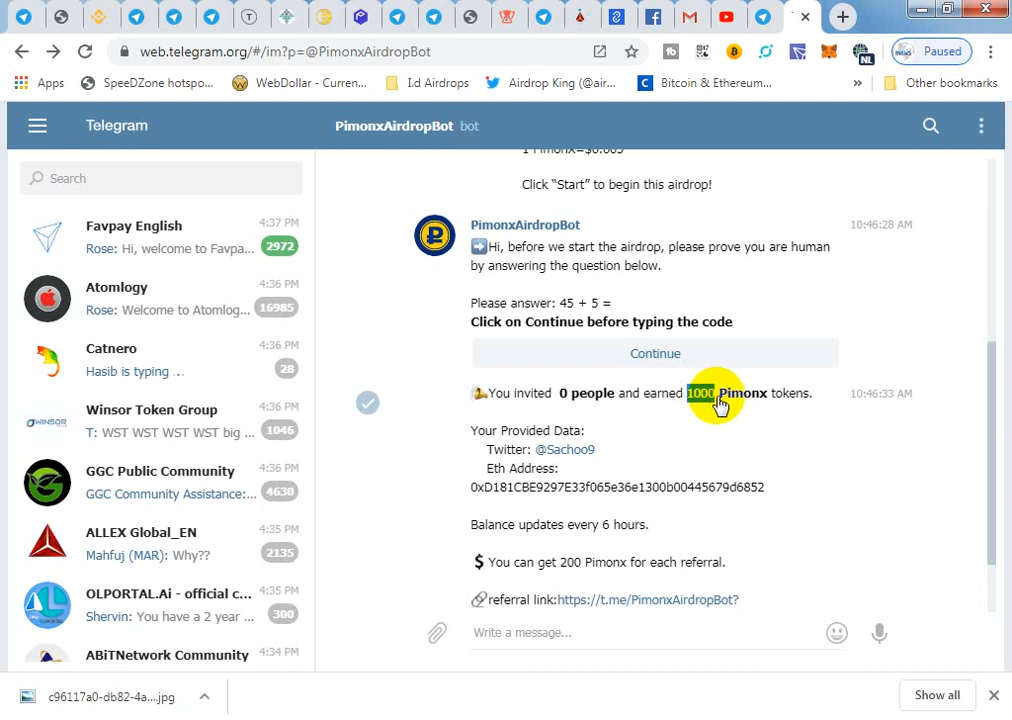 web.telegram.org/#/im?p=@PimonxAirdropBot
Paused
NL
Apps
SpeeDZone hotspo...
WebDollar - Curren...
I.d Airdrops
Airdrop King (@air...
Bitcoin & Ethereum...
»
Other bookmarks
Telegram
PimonxAirdropBot bot
Search
Favpay English 4:37 PM
Rose: Hi, welcome to Favpa... 2972
Atomlogy 4:36 PM
Rose: Welcome to Atomlog... 16985
Catnero 4:36 PM
Hasib is typing ... 28
Winsor Token Group 4:36 PM
T: WST WST WST WST big ... 1046
GGC Public Community 4:36 PM
GGC Community Assistance:... 4630
ALLEX Global_EN 4:35 PM
Mahfuj (MAR): Why?? 2135
OLPORTAL.Ai - official c... 4:35 PM
Shervin: You have a 2 year ... 300
ABiTNetwork Community 4:34 PM
Click “Start” to begin this airdrop!
PimonxAirdropBot 10:46:28 AM
Hi, before we start the airdrop, please prove you are human
by answering the question below.
Please answer: 45 + 5 =
Click on Continue before typing the code
Continue
You invited 0 people and earned 1000 Pimonx tokens. 10:46:33 AM
Your Provided Data:
Twitter: @Sachoo9
Eth Address:
0xD181CBE9297E33f065e36e1300b00445679d6852
Balance updates every 6 hours.
$ You can get 200 Pimonx for each referral.
referral link:https://t.me/PimonxAirdropBot?
Write a message...
c96117a0-db82-4a....jpg
Show all